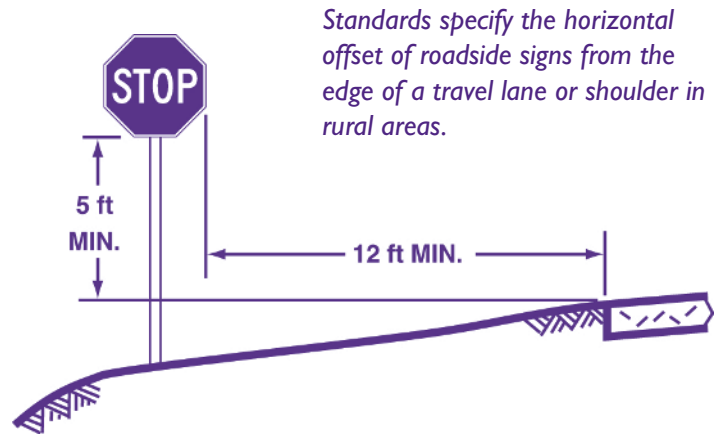 Standards specify the horizontal
offset of roadside signs from the
edge of a travel lane or shoulder in
rural areas.
STOP
5 ft
MIN.
12 ft MIN.